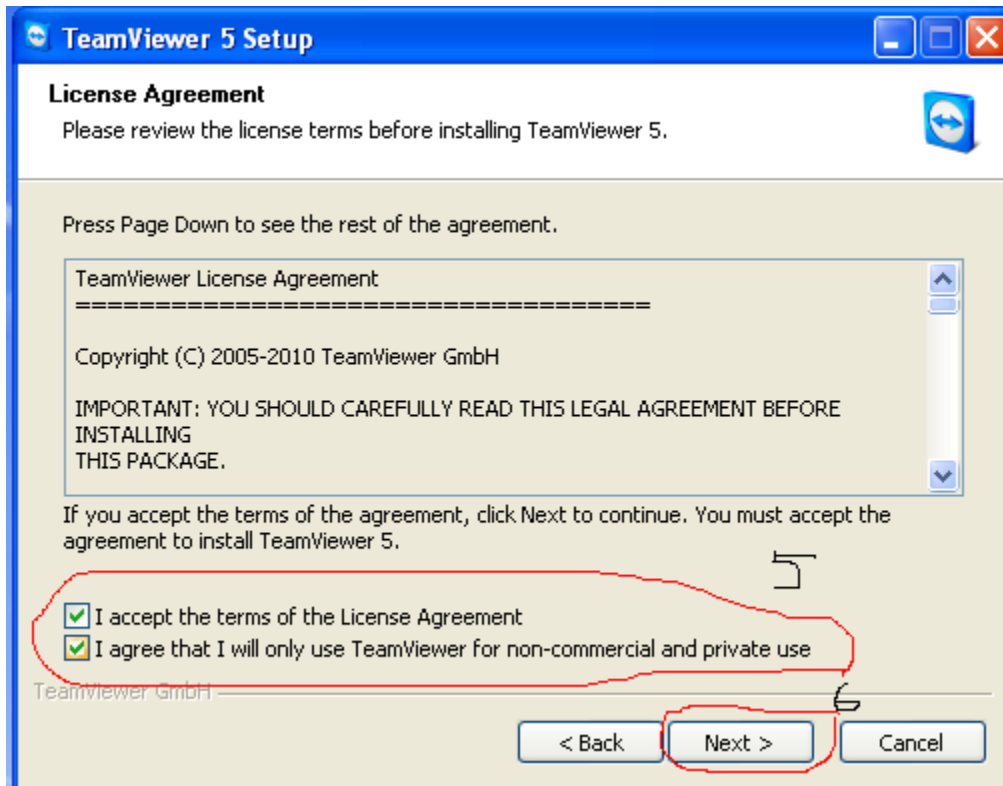 TeamViewer 5 Setup
License Agreement
Please review the license terms before installing TeamViewer 5.
Press Page Down to see the rest of the agreement.
TeamViewer License Agreement
====================================
Copyright (C) 2005-2010 TeamViewer GmbH
IMPORTANT: YOU SHOULD CAREFULLY READ THIS LEGAL AGREEMENT BEFORE
INSTALLING
THIS PACKAGE.
If you accept the terms of the agreement, click Next to continue. You must accept the
agreement to install TeamViewer 5.
5
I accept the terms of the License Agreement
I agree that I will only use TeamViewer for non-commercial and private use
TeamViewer GmbH
6
< Back Next > Cancel